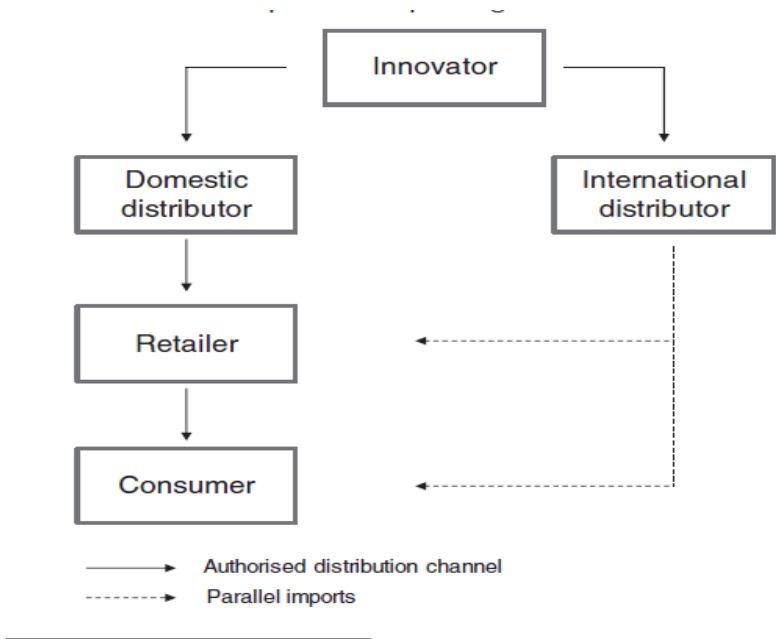 Innovator
Domestic
distributor
International
distributor
Retailer
Consumer
Authorised distribution channel
Parallel imports